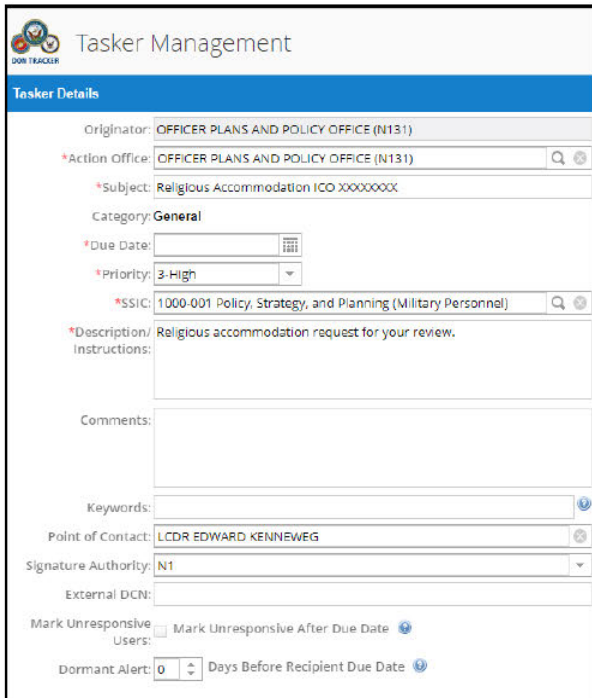 DON TRACKER
Tasker Management
Tasker Details
Originator: OFFICER PLANS AND POLICY OFFICE (N131)
*Action Office: OFFICER PLANS AND POLICY OFFICE (N131)
*Subject: Religious Accommodation ICO XXXXXXXX
Category: General
*Due Date:
*Priority: 3-High
*SSIC: 1000-001 Policy, Strategy, and Planning (Military Personnel)
*Description/ Religious accommodation request for your review.
Instructions:
Comments:
Keywords:
Point of Contact: LCDR EDWARD KENNEWEG
Signature Authority: N1
External DCN:
Mark Unresponsive
Users: Mark Unresponsive After Due Date
Dormant Alert: 0 Days Before Recipient Due Date